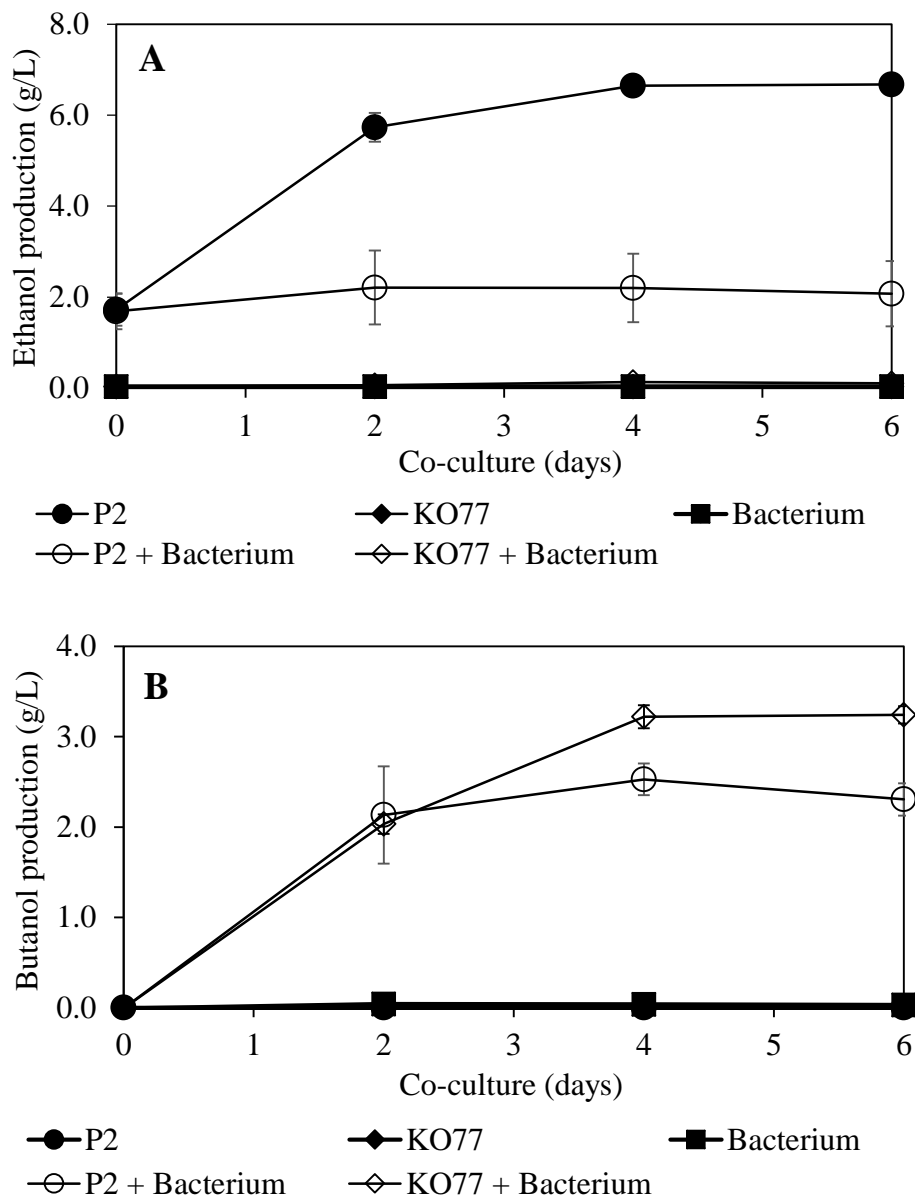 A
Ethanol production (g/L)
8.0
6.0
4.0
2.0
0.0
0 1 2 3 4 5 6
Co-culture (days)
P2 KO77 Bacterium
P2 + Bacterium KO77 + Bacterium
B
Butanol production (g/L)
4.0
3.0
2.0
1.0
0.0
0 1 2 3 4 5 6
Co-culture (days)
P2 KO77 Bacterium
P2 + Bacterium KO77 + Bacterium